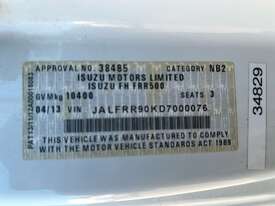 APPROVAL No. 38485 CATEGORY NB2
ISUZU MOTORS LIMITED
ISUZU FH FRR500
GVMkg 10400 SEATS 3
04/13 VIN JALFRR90KD7000076
THIS VEHICLE WAS MANUFACTURED TO COMPLY
WITH THE MOTOR VEHICLE STANDARDS ACT 1989
34829